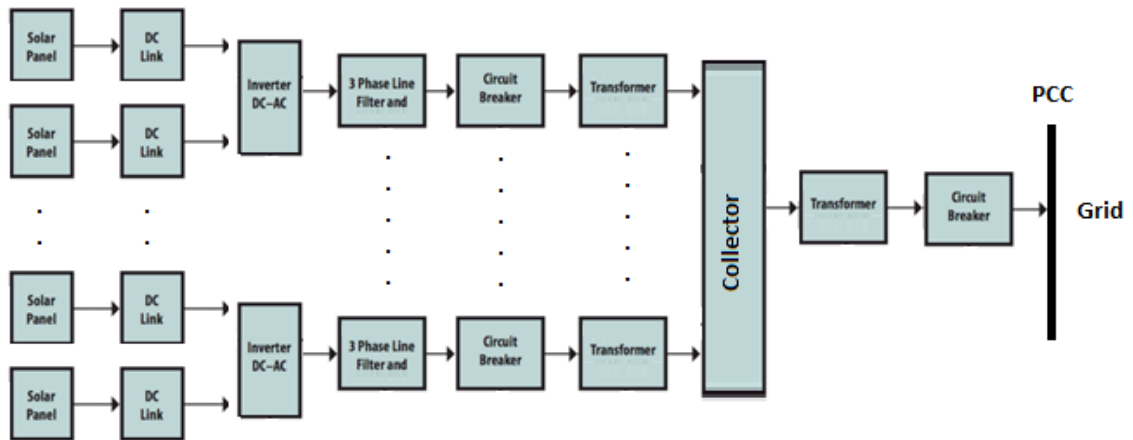 Solar
Panel
DC
Link
Inverter
DC–AC
3 Phase Line
Filter and
Circuit
Breaker
Transformer
Solar
Panel
DC
Link
Collector
Transformer
Circuit
Breaker
PCC
Grid
Solar
Panel
DC
Link
Inverter
DC–AC
3 Phase Line
Filter and
Circuit
Breaker
Transformer
Solar
Panel
DC
Link